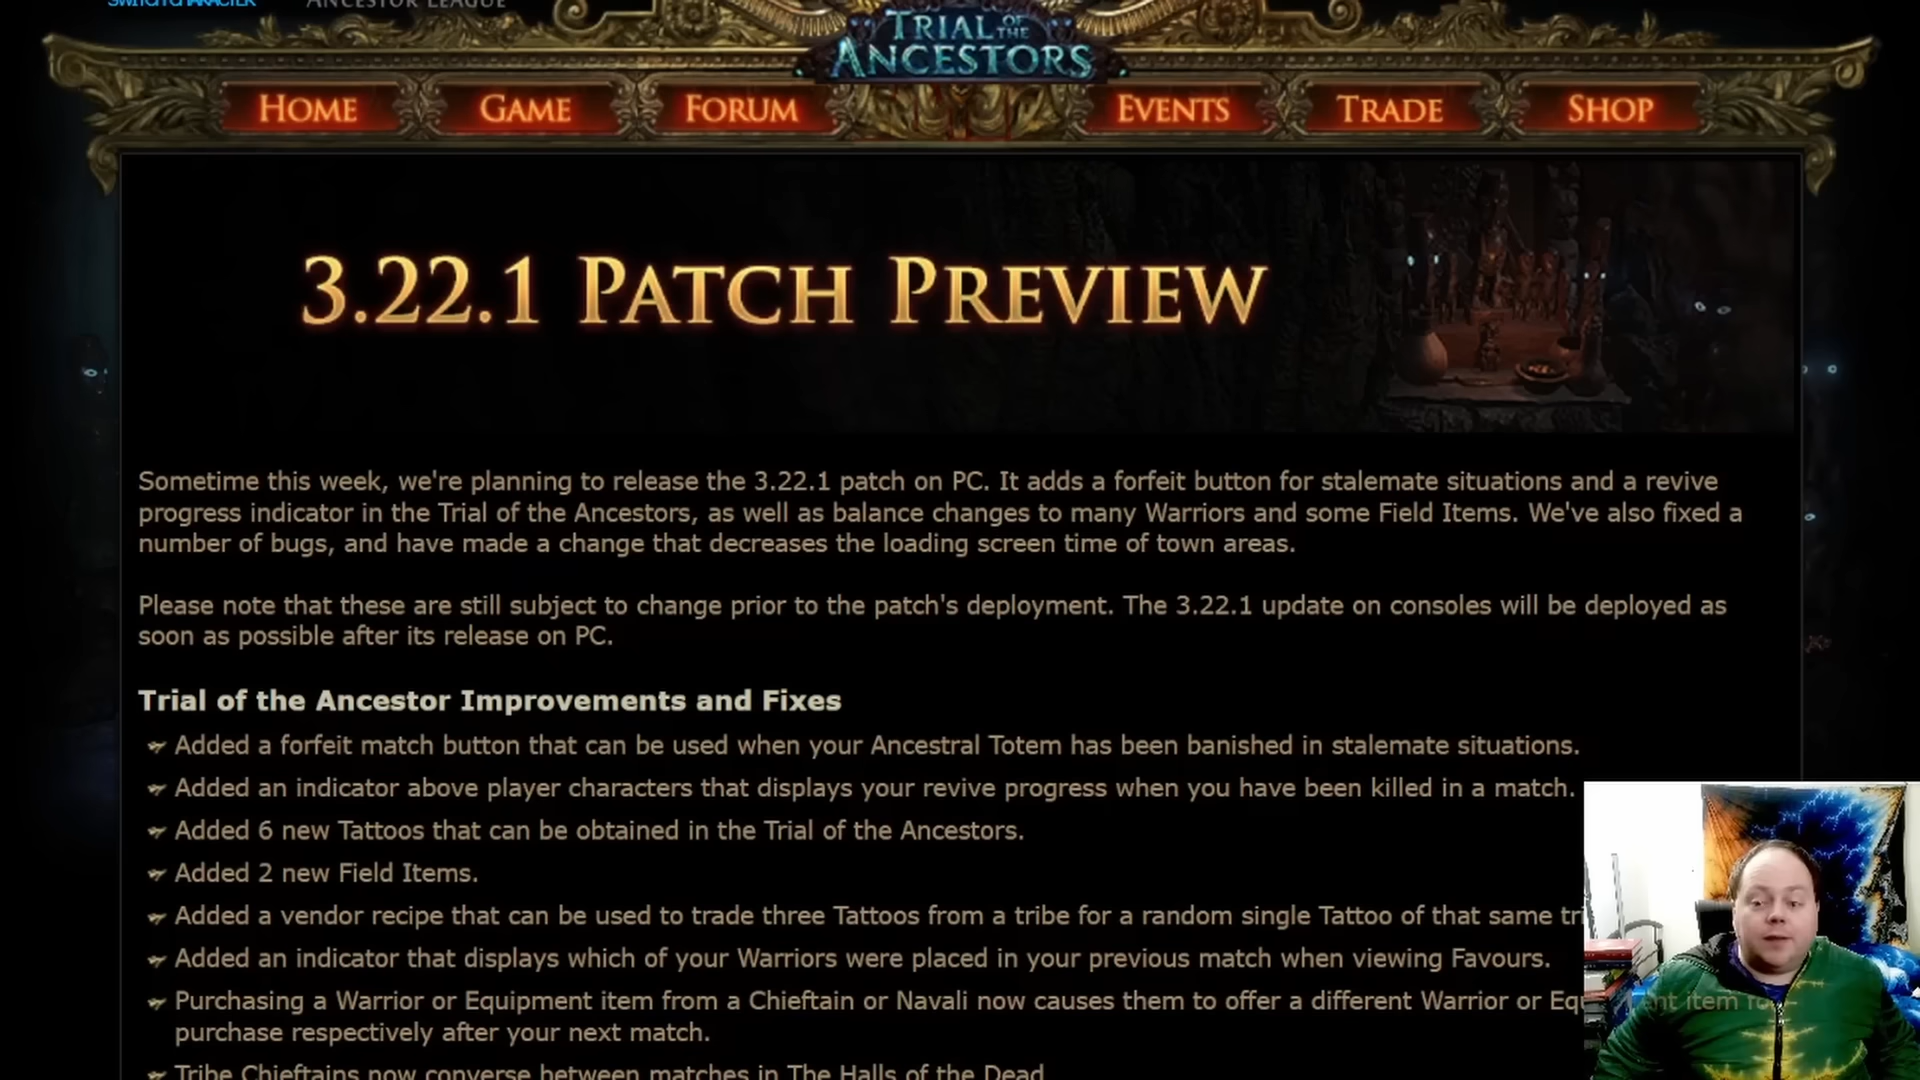 SWITCH CHARACTER ANCESTOR LEAGUE
TRIAL OF THE ANCESTORS
HOME GAME FORUM EVENTS TRADE SHOP
3.22.1 PATCH PREVIEW
Sometime this week, we're planning to release the 3.22.1 patch on PC. It adds a forfeit button for stalemate situations and a revive
progress indicator in the Trial of the Ancestors, as well as balance changes to many Warriors and some Field Items. We've also fixed a
number of bugs, and have made a change that decreases the loading screen time of town areas.
Please note that these are still subject to change prior to the patch's deployment. The 3.22.1 update on consoles will be deployed as
soon as possible after its release on PC.
Trial of the Ancestor Improvements and Fixes
Added a forfeit match button that can be used when your Ancestral Totem has been banished in stalemate situations.
Added an indicator above player characters that displays your revive progress when you have been killed in a match.
Added 6 new Tattoos that can be obtained in the Trial of the Ancestors.
Added 2 new Field Items.
Added a vendor recipe that can be used to trade three Tattoos from a tribe for a random single Tattoo of that same
Added an indicator that displays which of your Warriors were placed in your previous match when viewing Favours.
Purchasing a Warrior or Equipment item from a Chieftain or Navali now causes them to offer a different Warrior or item
purchase respectively after your next match.
Tribe Chieftains now converse between matches in The Halls of the Dead